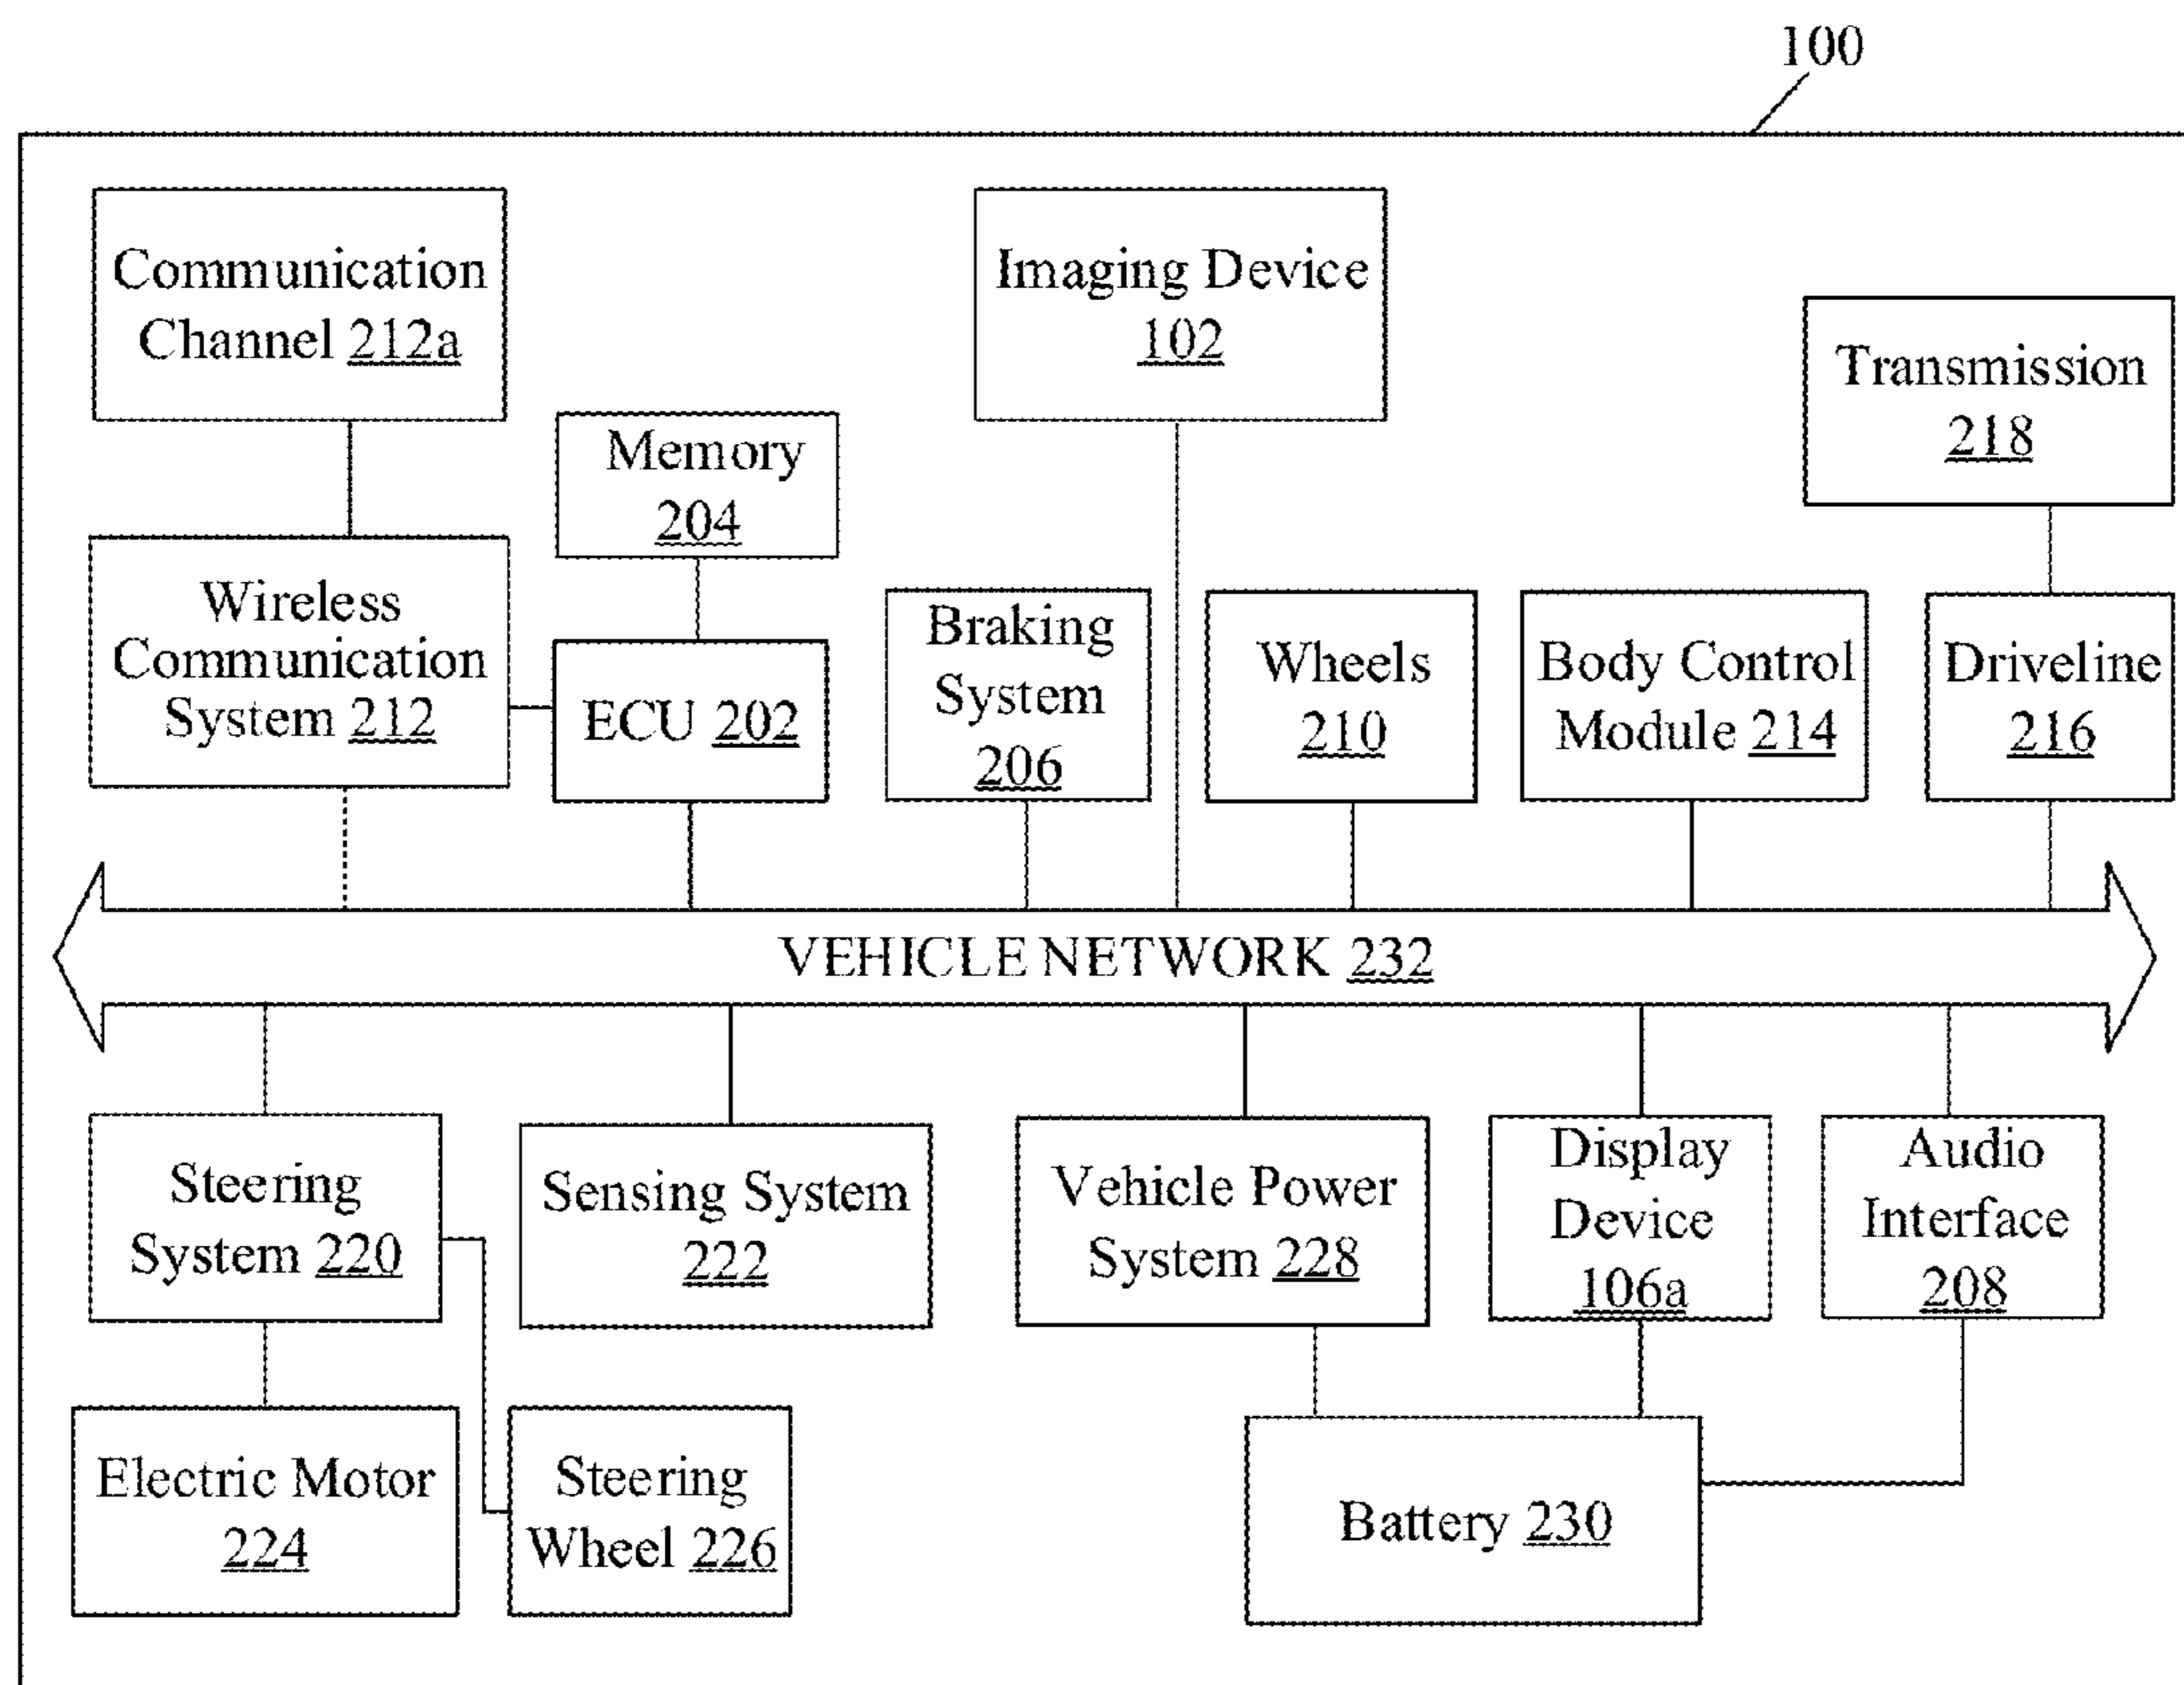 100
Communication
Channel 212a
Imaging Device
102
Transmission
218
Memory
204
Wireless
Communication
System 212
ECU 202
Braking
System
206
Wheels
210
Body Control
Module 214
Driveline
216
VEHICLE NETWORK 232
Steering
System 220
Sensing System
222
Vehicle Power
System 228
Display
Device
106a
Audio
Interface
208
Electric Motor
224
Steering
Wheel 226
Battery 230